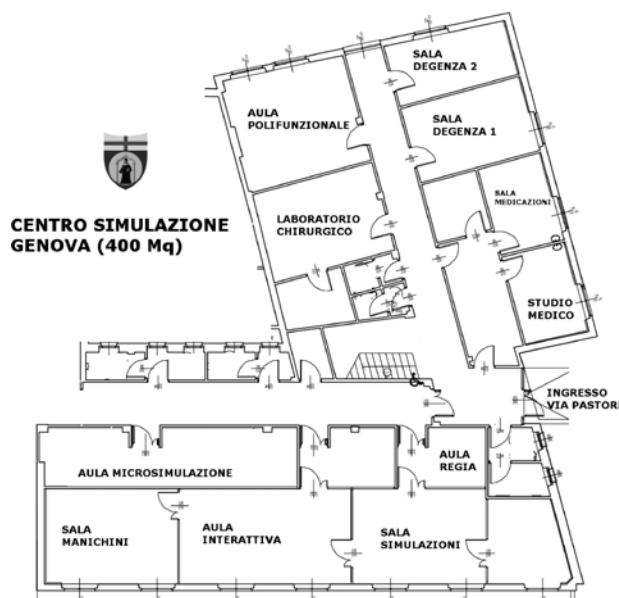 SALA
DEGENZA 2
AULA
POLIFUNZIONALE
SALA
DEGENZA 1
SALA
MEDICAZIONI
LABORATORIO
CHIRURGICO
CENTRO SIMULAZIONE
GENOVA (400 Mq)
STUDIO
MEDICO
INGRESSO
VIA PASTORE
AULA MICROSIMULAZIONE
AULA
REGIA
SALA
MANICHINI
AULA
INTERATTIVA
SALA
SIMULAZIONI